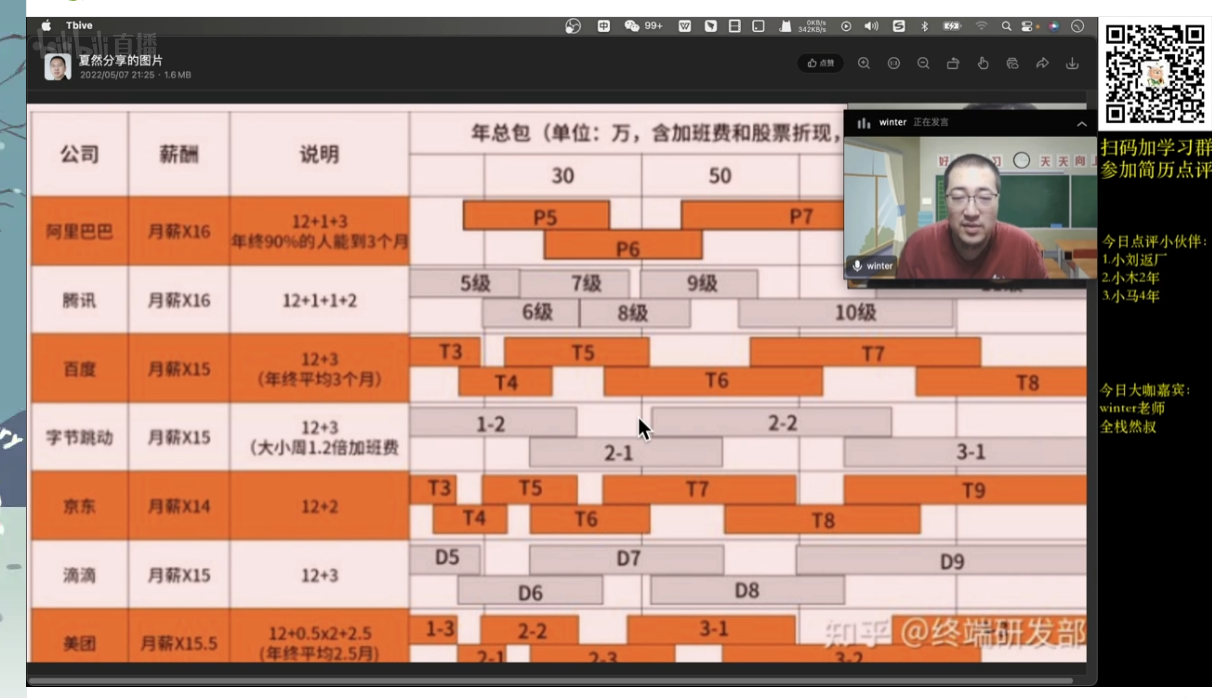 Tbive
99+
0KB/s
342KB/s
bilibili直播
夏然分享的图片
2022/05/07 21:25 · 1.6 MB
点赞
公司
薪酬
说明
年总包（单位：万，含加班费和股票折现，
30
50
winter 正在发言
winter
阿里巴巴
月薪X16
12+1+3
年终90%的人能到3个月
P5
P7
P6
腾讯
月薪X16
12+1+1+2
5级
7级
9级
6级
8级
10级
百度
月薪X15
12+3
（年终平均3个月）
T3
T5
T7
T4
T6
T8
字节跳动
月薪X15
12+3
（大小周1.2倍加班费
1-2
2-2
2-1
3-1
京东
月薪X14
12+2
T3
T5
T7
T9
T4
T6
T8
滴滴
月薪X15
12+3
D5
D7
D9
D6
D8
美团
月薪X15.5
12+0.5x2+2.5
（年终平均2.5月）
1-3
2-2
3-1
2-1
2-3
3-2
知乎 @终端研发部
扫码加学习群
参加简历点评
今日点评小伙伴：
1.小刘返厂
2.小木2年
3.小马4年
今日大咖嘉宾：
winter老师
全栈然叔